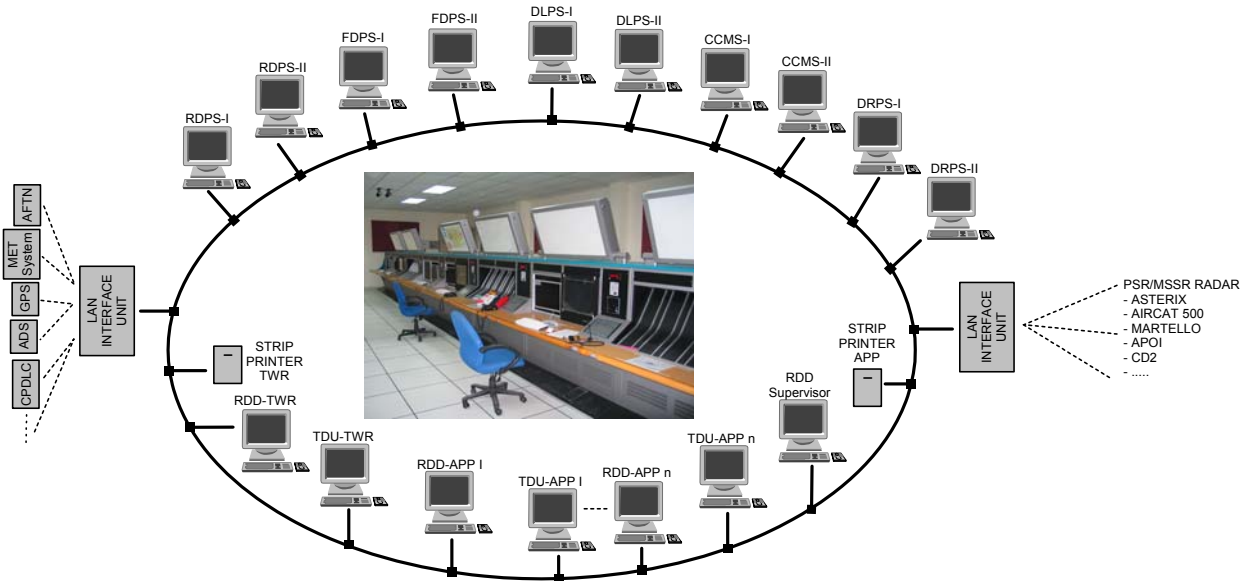 FDPS-II
DLPS-I
DLPS-II
FDPS-I
CCMS-I
RDPS-II
CCMS-II
RDPS-I
DRPS-I
DRPS-II
AFTN
MET
System
GPS
ADS
CPDLC
LAN
INTERFACE
UNIT
STRIP
PRINTER
TWR
STRIP
PRINTER
APP
LAN
INTERFACE
UNIT
PSR/MSSR RADAR
- ASTERIX
- AIRCAT 500
- MARTELLO
- APOI
- CD2
- .....
RDD-TWR
TDU-TWR
RDD-APP I
TDU-APP I
RDD-APP n
TDU-APP n
RDD
Supervisor